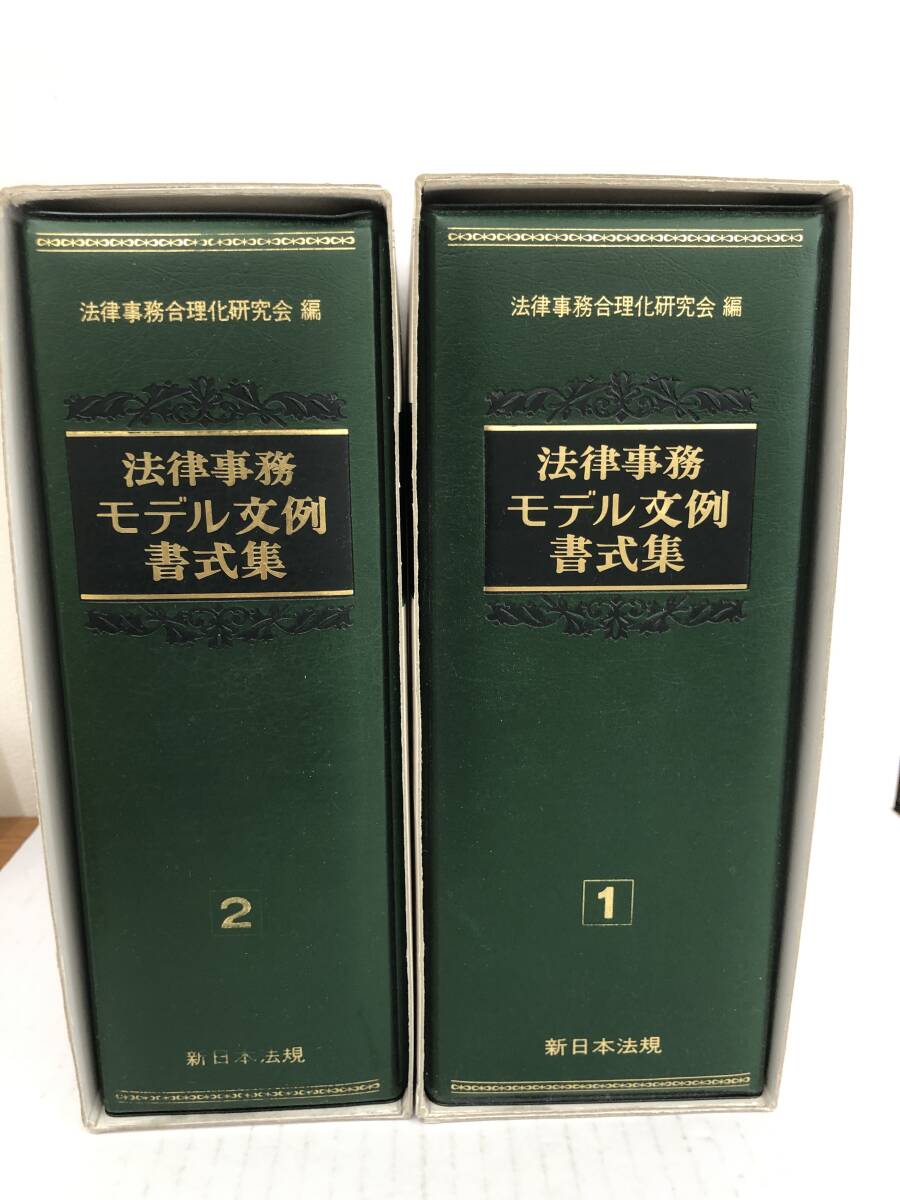 法律事務合理化研究会 編
法律事務
モデル文例
書式集
2
新日本法規
法律事務合理化研究会 編
法律事務
モデル文例
書式集
1
新日本法規